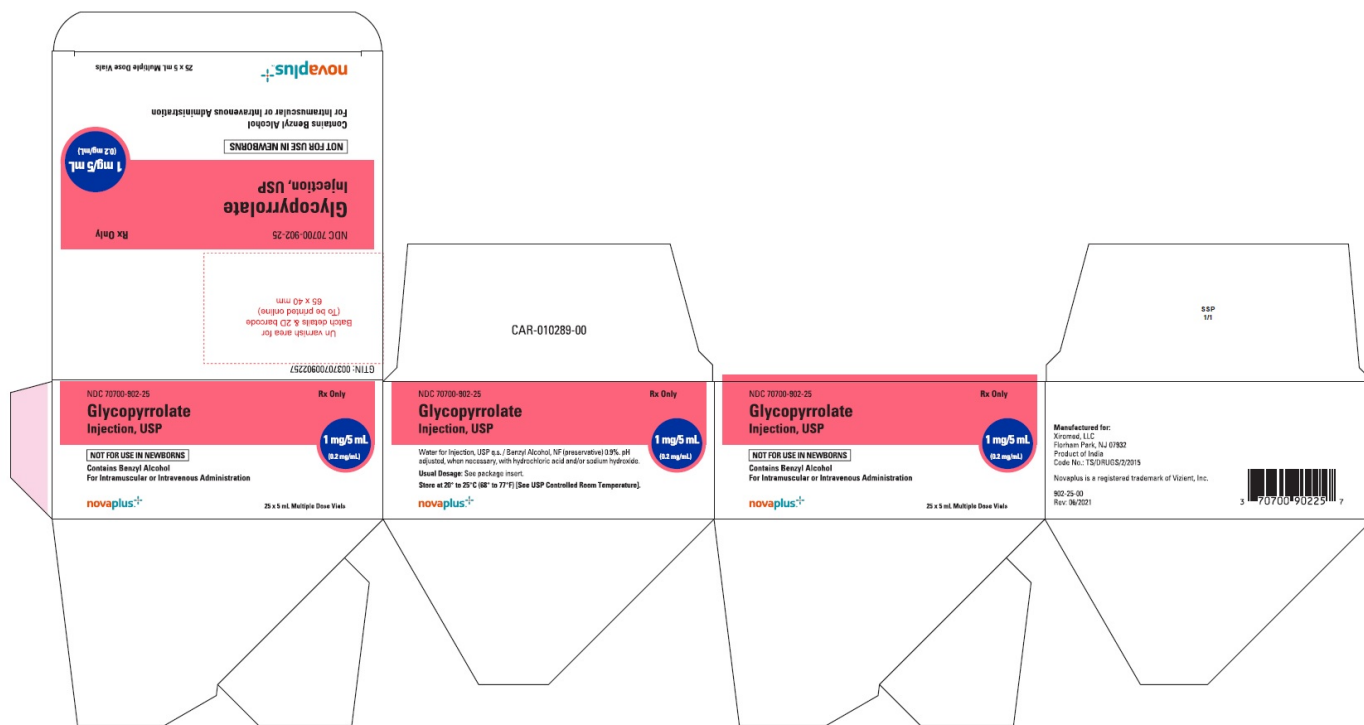 25 x 5 mL Multiple Dose Vials
novaplus
For Intramuscular or Intravenous Administration
Contains Benzyl Alcohol
NOT FOR USE IN NEWBORNS
1 mg/5 mL
(0.2 mg/mL)
Injection, USP
Glycopyrrolate
Rx Only
NDC 70700-902-25
65 x 40 mm
(To be printed online)
Batch details & 2D barcode
Un varnish area for
GTIN: 00370700902257
CAR-010289-00
SSP
1/1
NDC 70700-902-25
Rx Only
Glycopyrrolate
Injection, USP
1 mg/5 mL
(0.2 mg/mL)
NOT FOR USE IN NEWBORNS
Contains Benzyl Alcohol
For Intramuscular or Intravenous Administration
novaplus
25 x 5 mL Multiple Dose Vials
NDC 70700-902-25
Rx Only
Glycopyrrolate
Injection, USP
1 mg/5 mL
(0.2 mg/mL)
Water for Injection, USP q.s. / Benzyl Alcohol, NF (preservative) 0.9%. pH
adjusted, when necessary, with hydrochloric acid and/or sodium hydroxide.
Usual Dosage: See package insert.
Store at 20° to 25°C (68° to 77°F) [See USP Controlled Room Temperature].
novaplus
NDC 70700-902-25
Rx Only
Glycopyrrolate
Injection, USP
1 mg/5 mL
(0.2 mg/mL)
NOT FOR USE IN NEWBORNS
Contains Benzyl Alcohol
For Intramuscular or Intravenous Administration
novaplus
25 x 5 mL Multiple Dose Vials
Manufactured for:
Xiromed, LLC
Florham Park, NJ 07932
Product of India
Code No.: TS/DRUGS/2/2015
Novaplus is a registered trademark of Vizient, Inc.
902-25-00
Rev: 06/2021
3 70700 90225 7